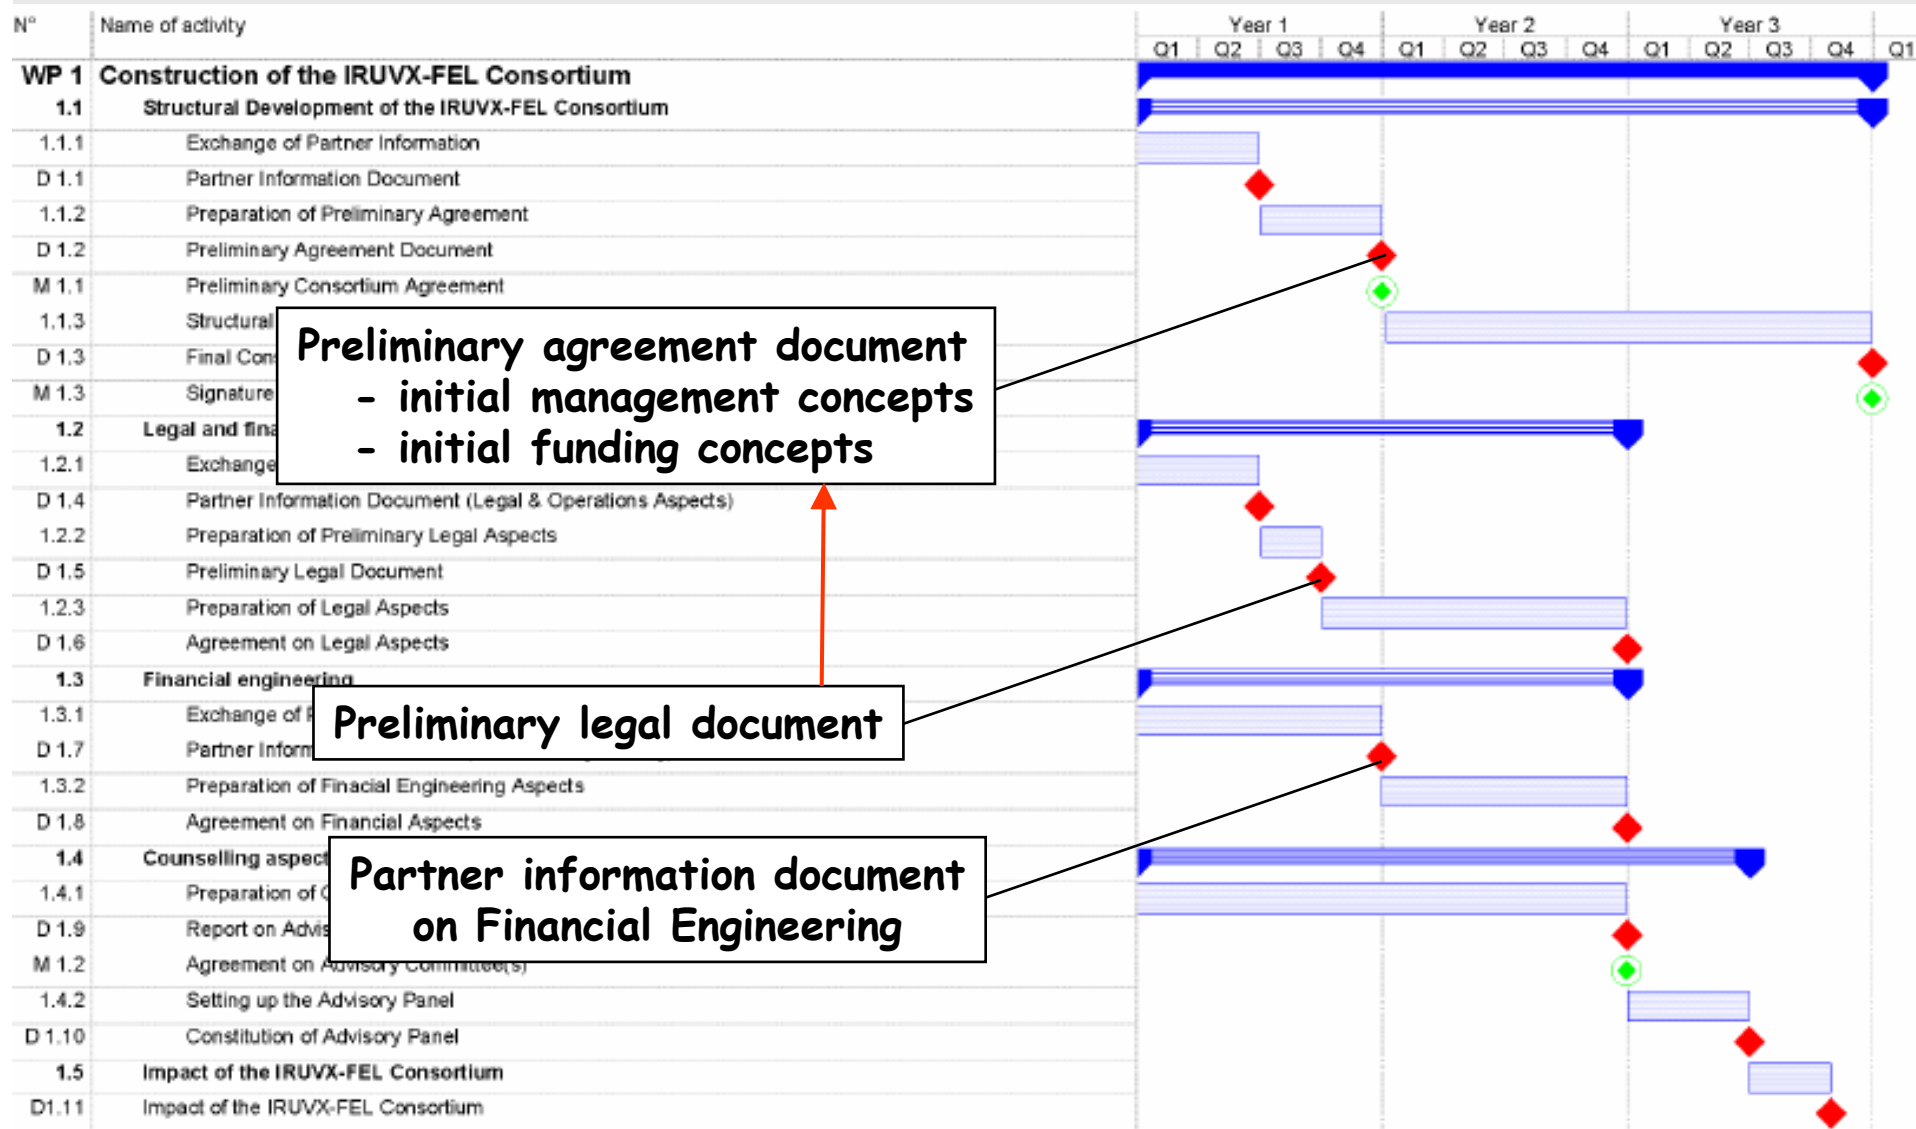 N° Name of activity Year 1 Year 2 Year 3
Q1 Q2 Q3 Q4 Q1 Q2 Q3 Q4 Q1 Q2 Q3 Q4 Q1
WP 1 Construction of the IRUVX-FEL Consortium
1.1 Structural Development of the IRUVX-FEL Consortium
1.1.1 Exchange of Partner Information
D 1.1 Partner Information Document
1.1.2 Preparation of Preliminary Agreement
D 1.2 Preliminary Agreement Document
M 1.1 Preliminary Consortium Agreement
1.1.3 Structural
D 1.3 Final
M 1.3 Signature
1.2 Legal and
1.2.1 Exchange
Preliminary agreement document
- initial management concepts
- initial funding concepts
D 1.4 Partner Information Document (Legal & Operations Aspects)
1.2.2 Preparation of Preliminary Legal Aspects
D 1.5 Preliminary Legal Document
1.2.3 Preparation of Legal Aspects
D 1.6 Agreement on Legal Aspects
1.3 Financial engineering
1.3.1 Exchange of
D 1.7 Partner
Preliminary legal document
1.3.2 Preparation of Finacial Engineering Aspects
D 1.8 Agreement on Financial Aspects
1.4 Counselling
1.4.1 Preparation of
D 1.9 Report on
Partner information document
on Financial Engineering
M 1.2 Agreement on Advisory Committee(s)
1.4.2 Setting up the Advisory Panel
D 1.10 Constitution of Advisory Panel
1.5 Impact of the IRUVX-FEL Consortium
D1.11 Impact of the IRUVX-FEL Consortium